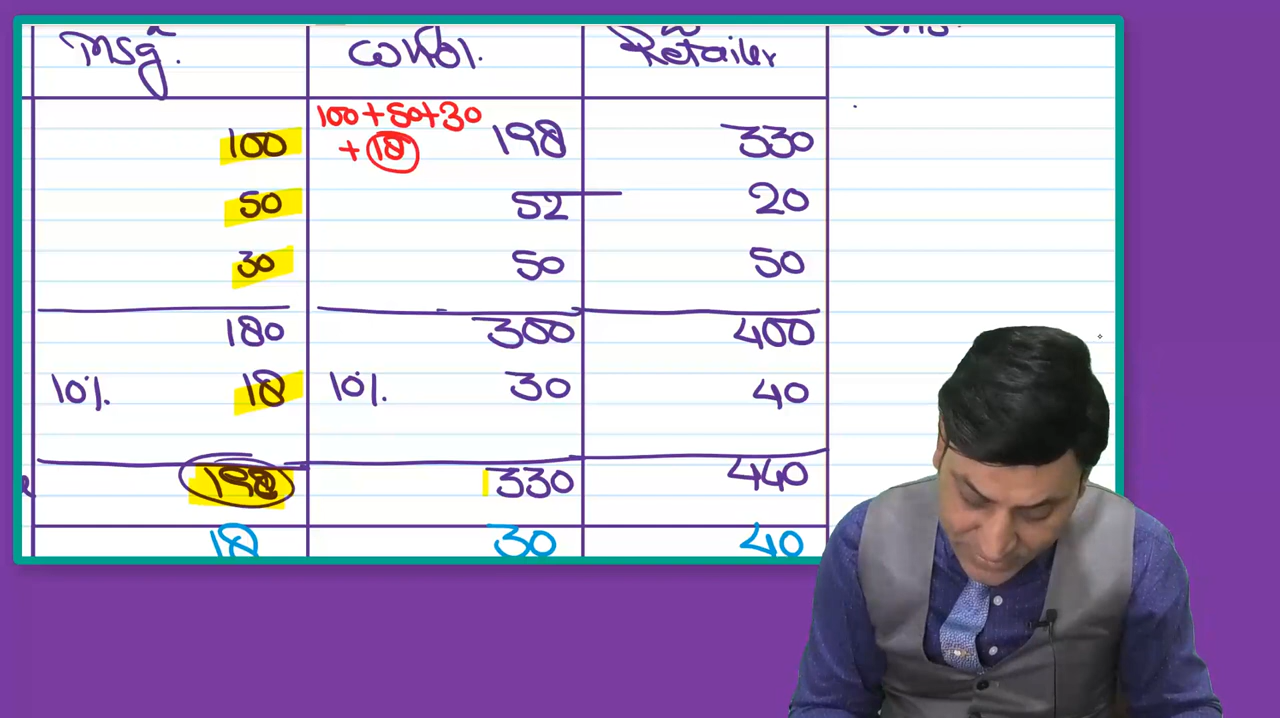 Msg. Whol. Retailer
100+50+30
100 + 18 198 330
50 52 20
30 50 50
180 300 400
10% 18 10% 30 40
198 330 440
18 30 40